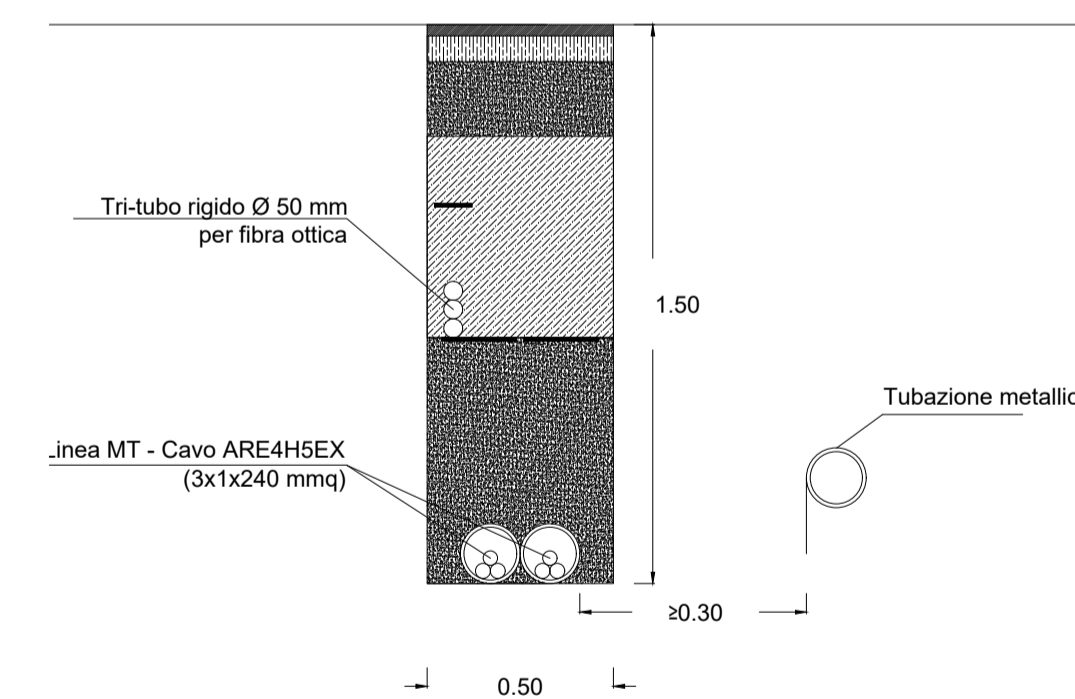 Tri-tubo rigido Ø 50 mm
per fibra ottica
1.50
Tubazione metallic
Linea MT - Cavo ARE4H5EX
(3x1x240 mmq)
≥0.30
0.50